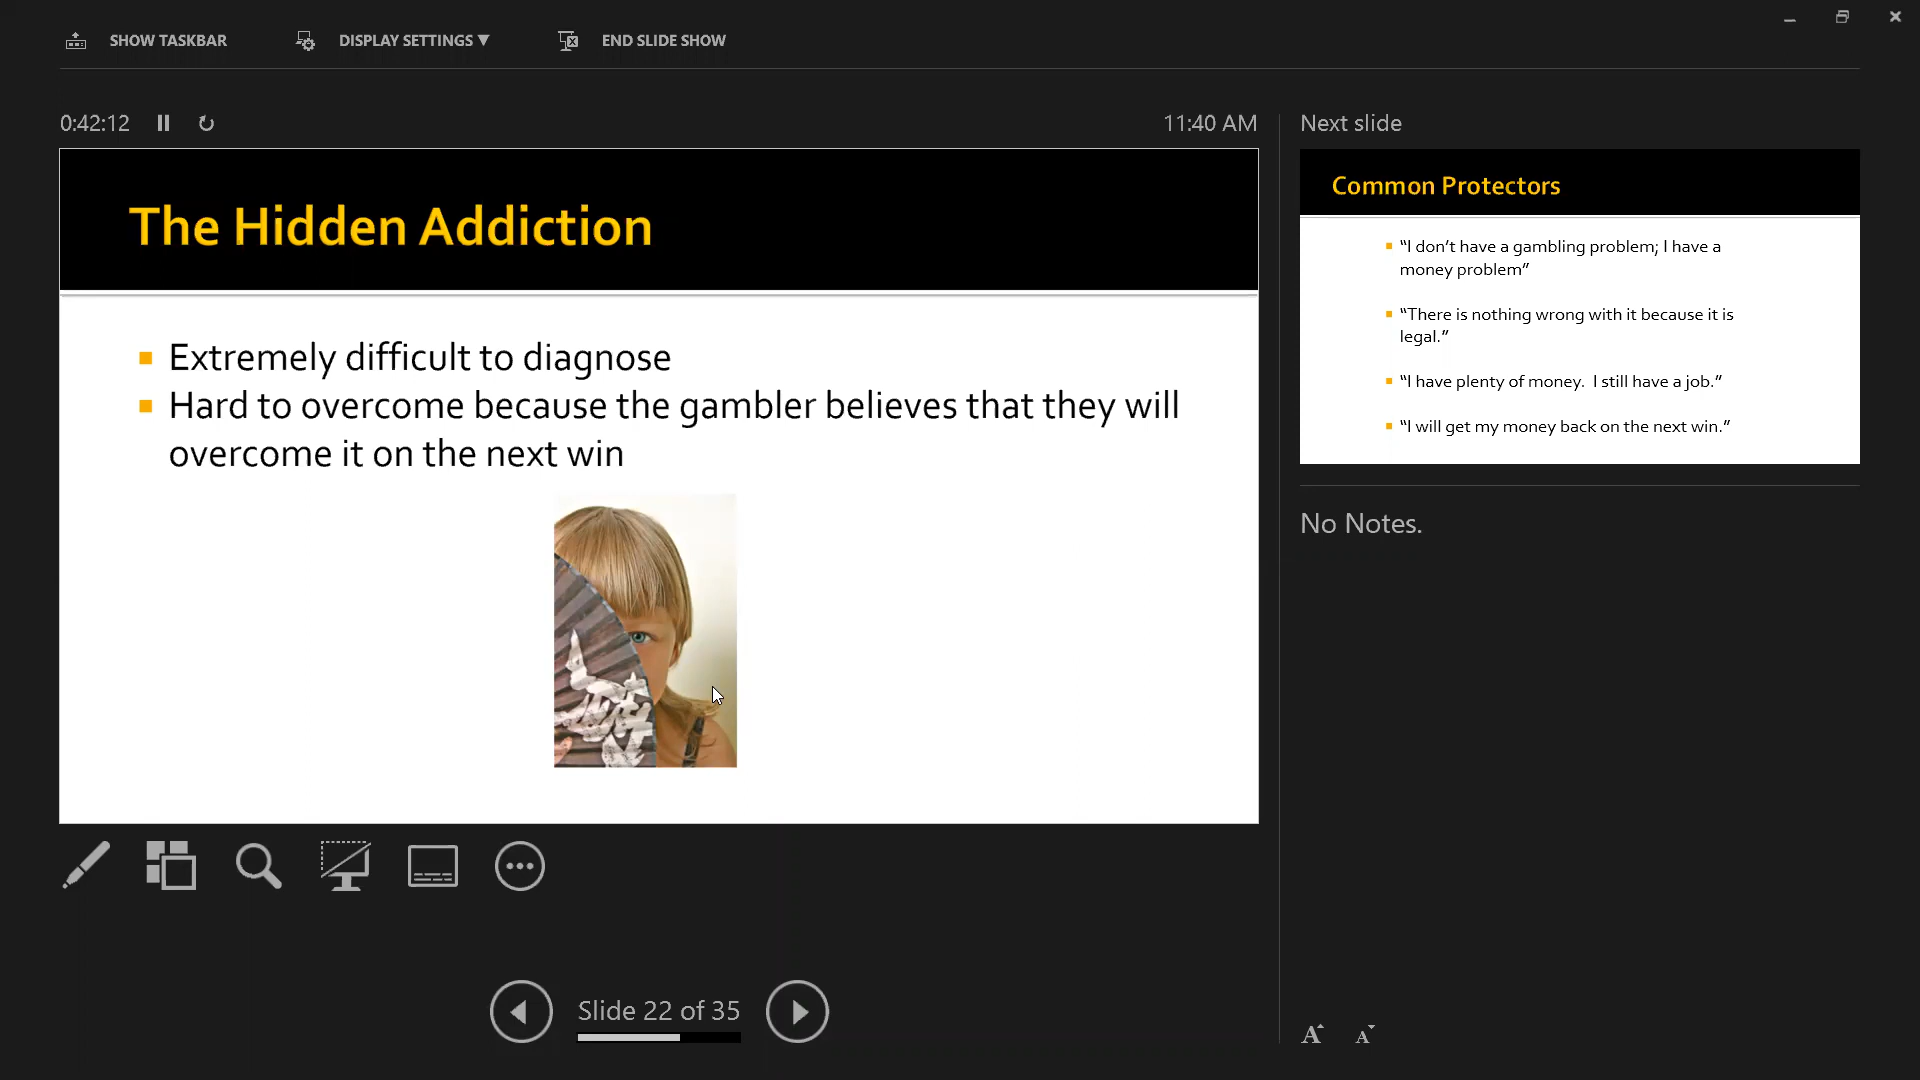 SHOW TASKBAR
DISPLAY SETTINGS ▼
END SLIDE SHOW
0:42:12
11:40 AM
The Hidden Addiction
▪ Extremely difficult to diagnose
▪ Hard to overcome because the gambler believes that they will
overcome it on the next win
Slide 22 of 35
Next slide
Common Protectors
▪ “I don’t have a gambling problem; I have a
money problem”
▪ “There is nothing wrong with it because it is
legal.”
▪ “I have plenty of money.  I still have a job.”
▪ “I will get my money back on the next win.”
No Notes.
A A